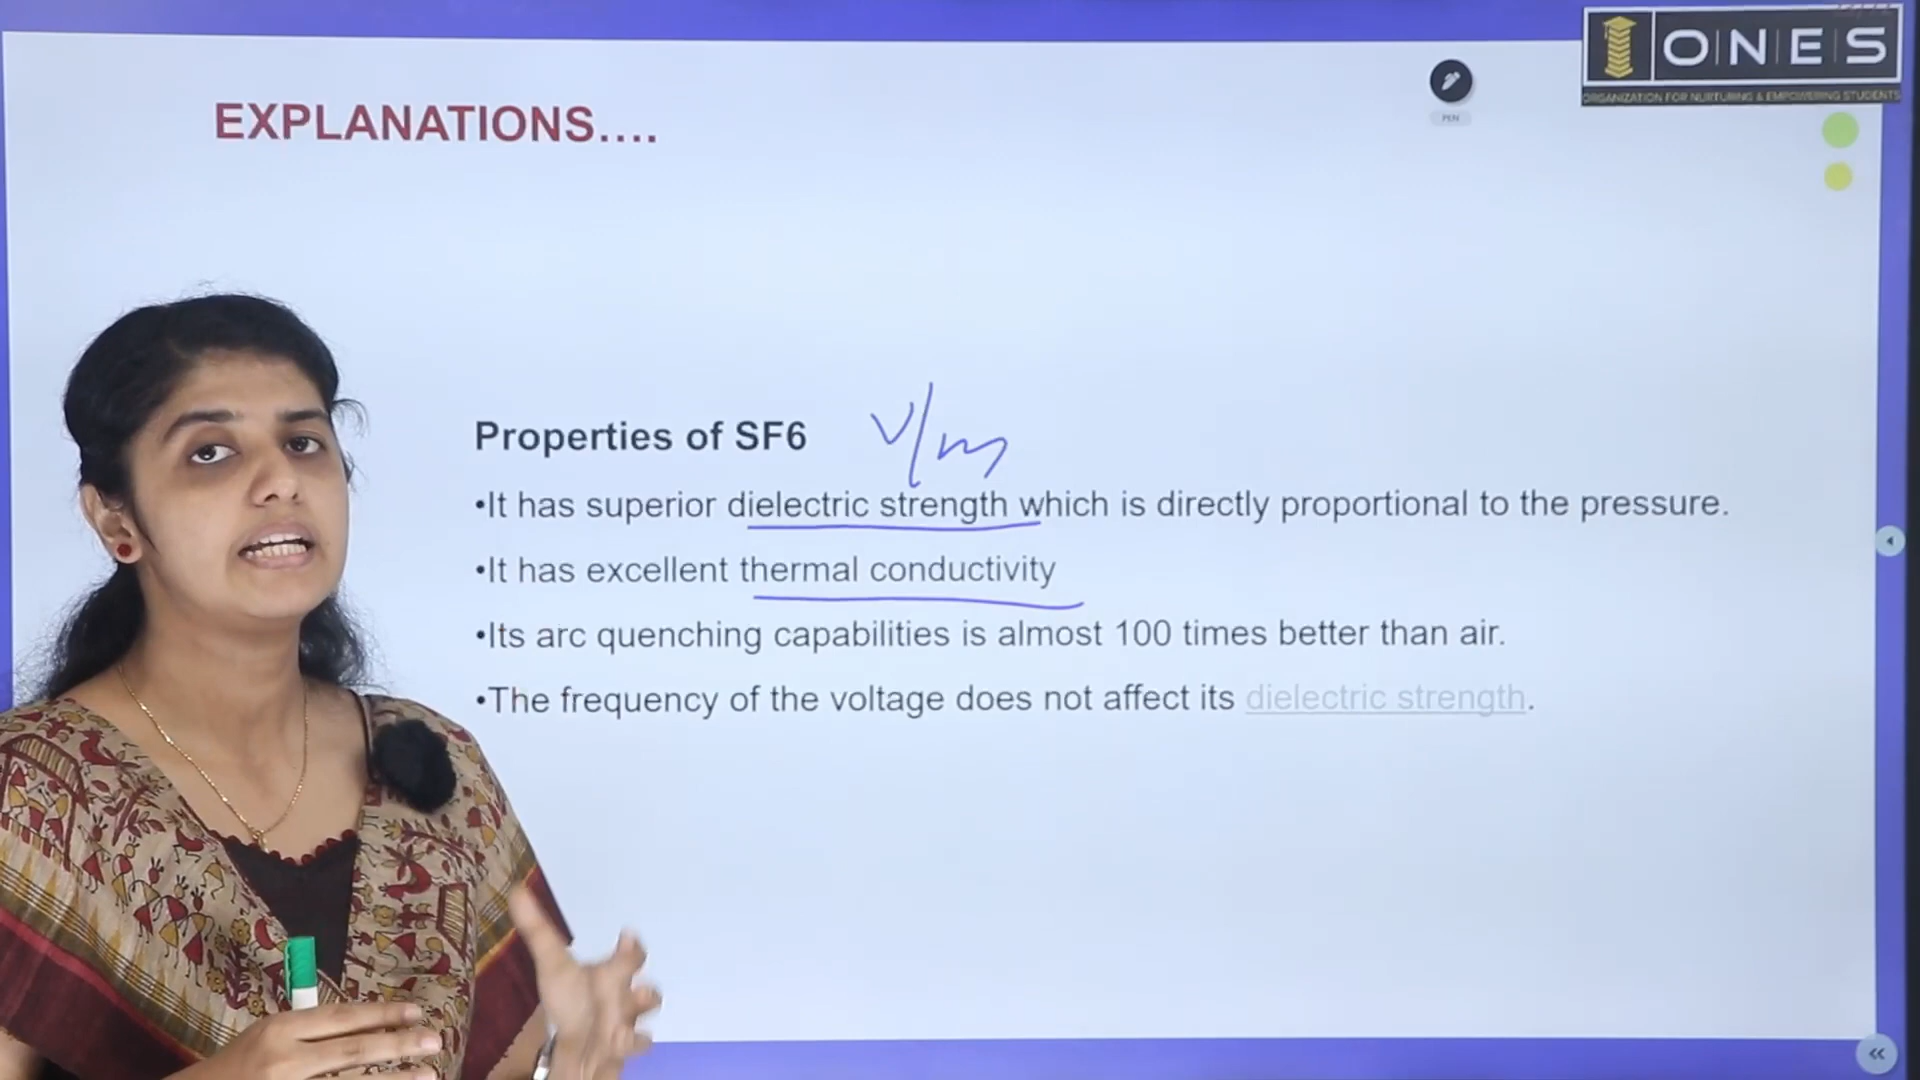 ONES
ORGANIZATION FOR NURTURING & EMPOWERING STUDENTS
PEN
EXPLANATIONS....
V/m
Properties of SF6
•It has superior dielectric strength which is directly proportional to the pressure.
•It has excellent thermal conductivity
•Its arc quenching capabilities is almost 100 times better than air.
•The frequency of the voltage does not affect its dielectric strength.